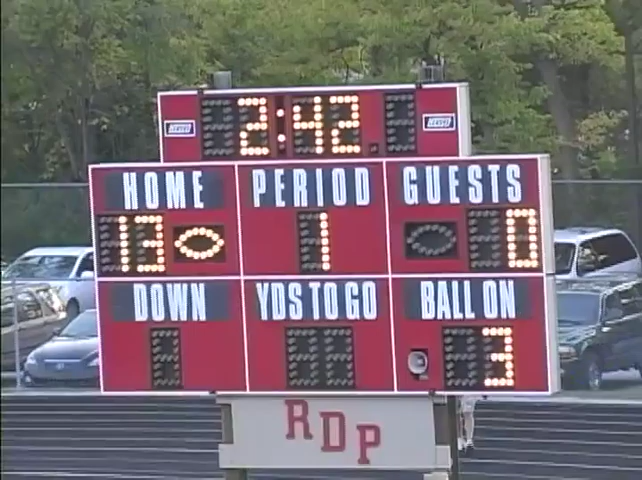 2:42
HOME PERIOD GUESTS
13 1 0
DOWN YDS TO GO BALL ON
3
RDP